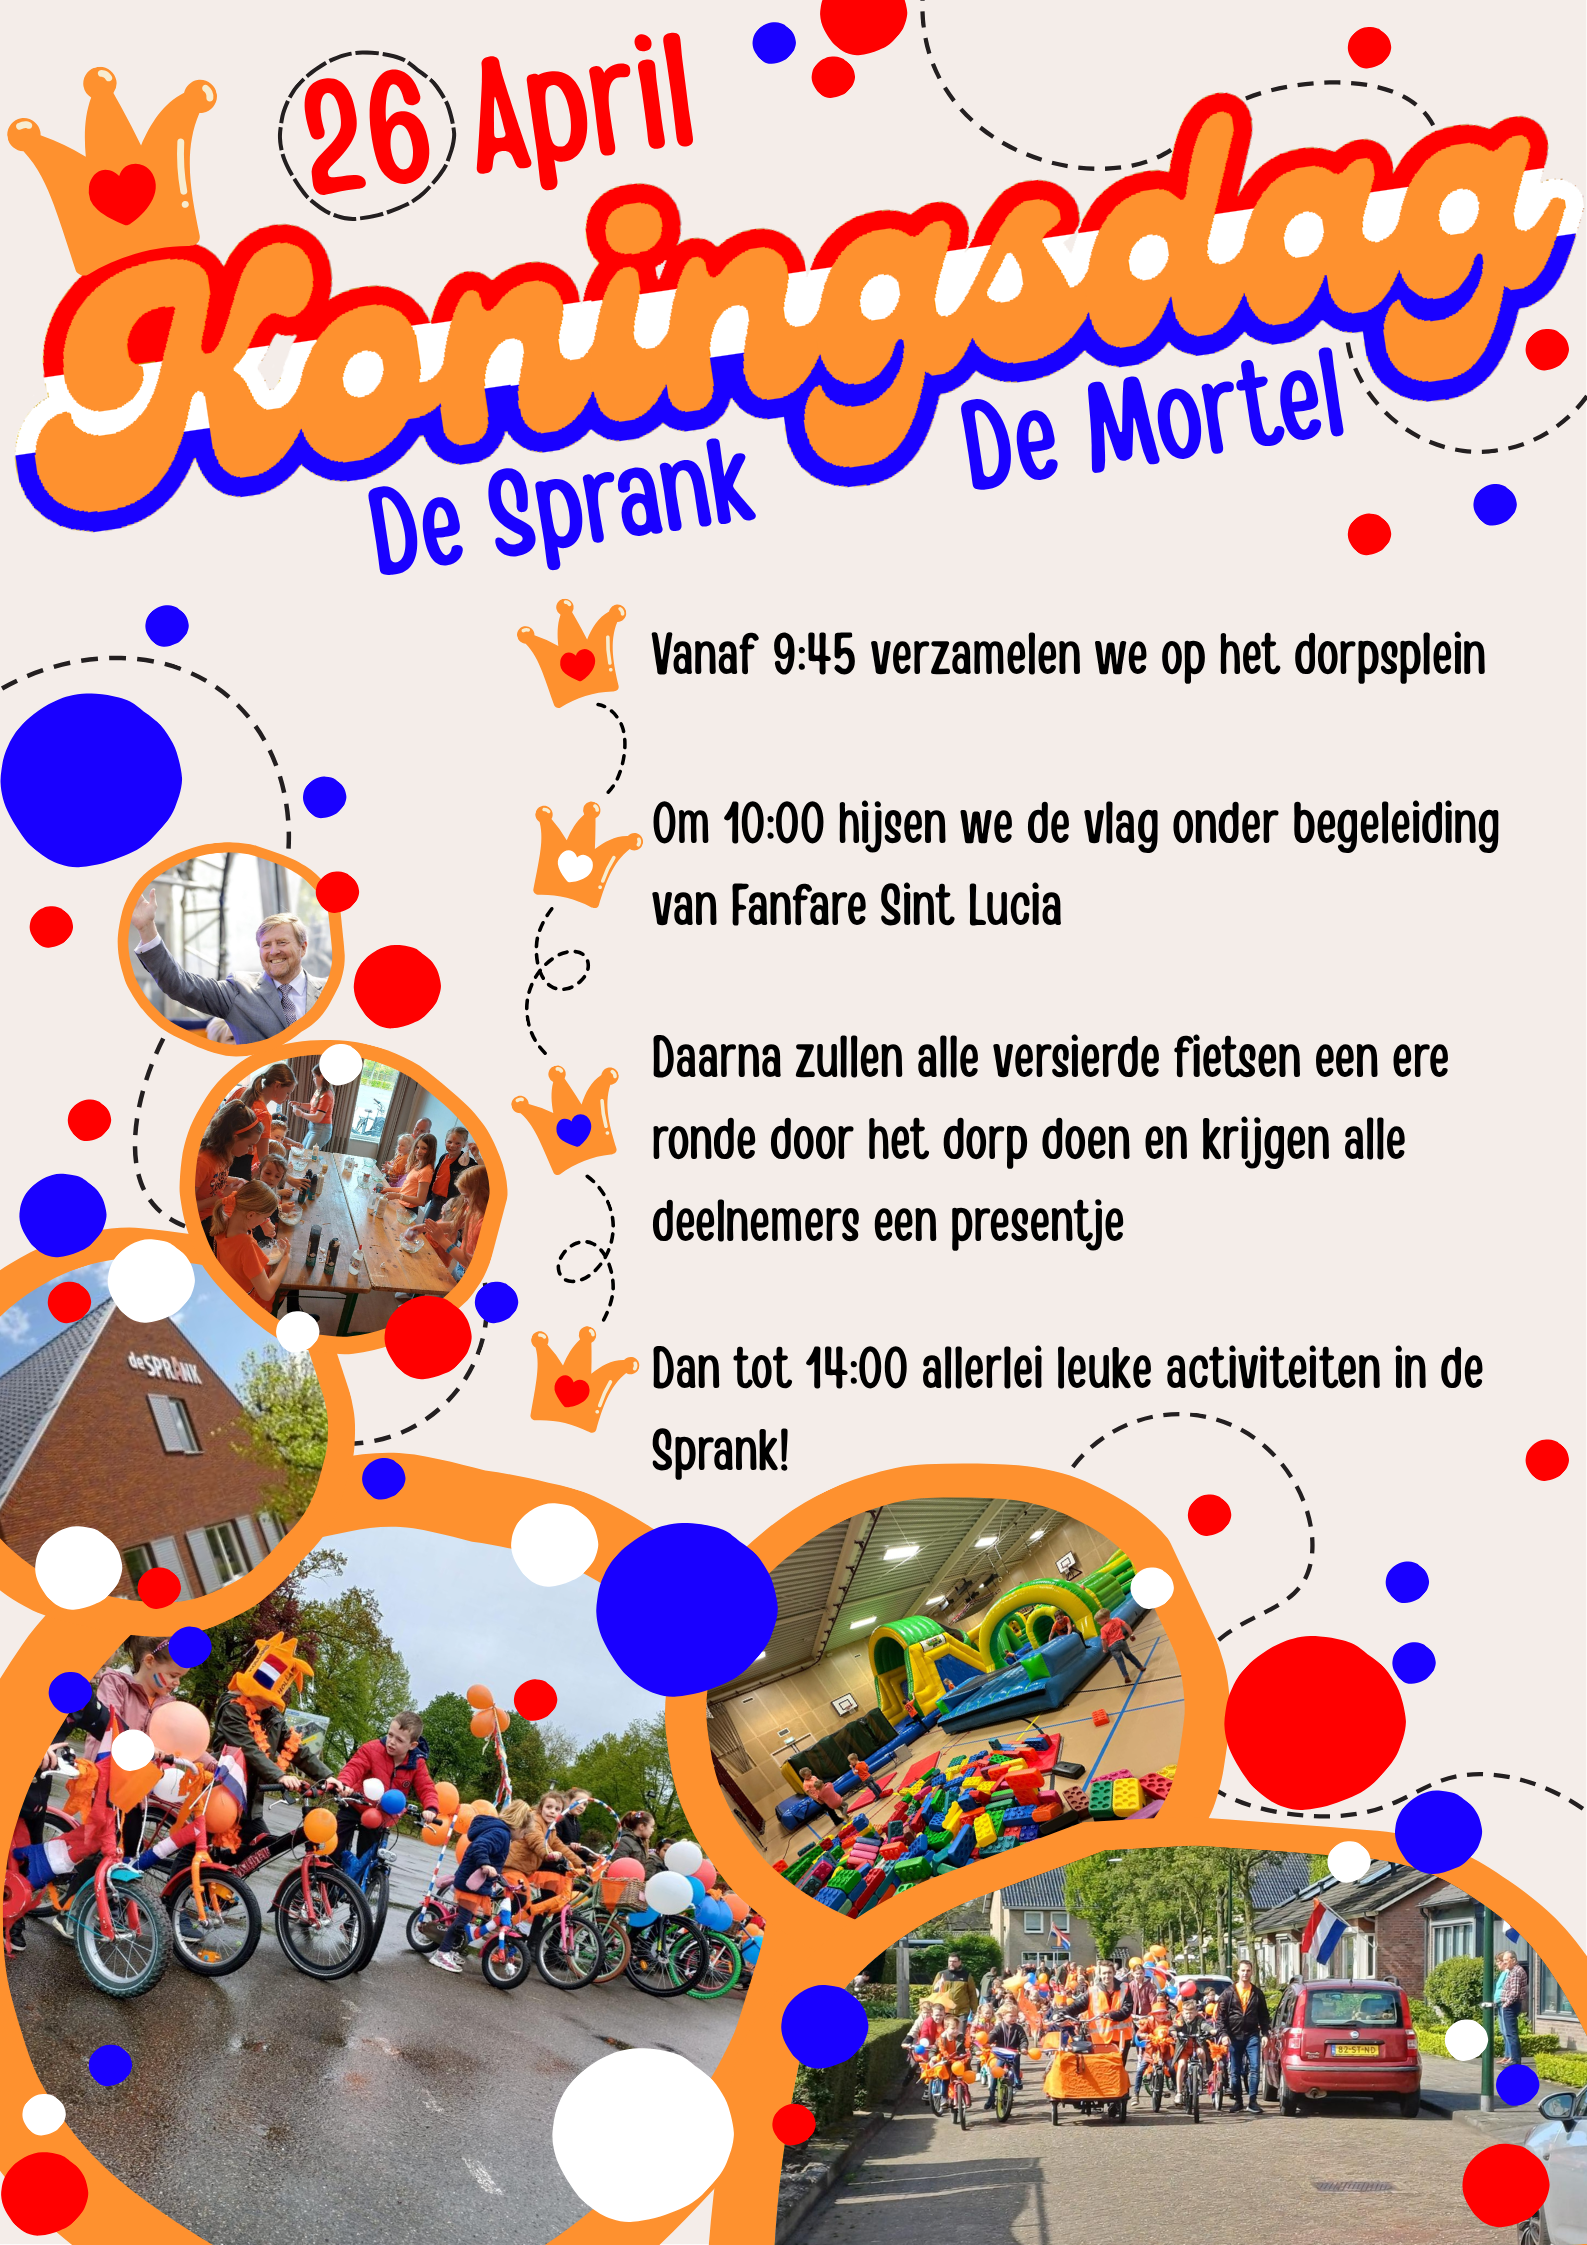 26 April
Koningsdag
De Sprank
De Mortel
Vanaf 9:45 verzamelen we op het dorpsplein
Om 10:00 hijsen we de vlag onder begeleiding
van Fanfare Sint Lucia
Daarna zullen alle versierde fietsen een ere
ronde door het dorp doen en krijgen alle
deelnemers een presentje
Dan tot 14:00 allerlei leuke activiteiten in de
Sprank!
deSPRANK
82-ST-ND